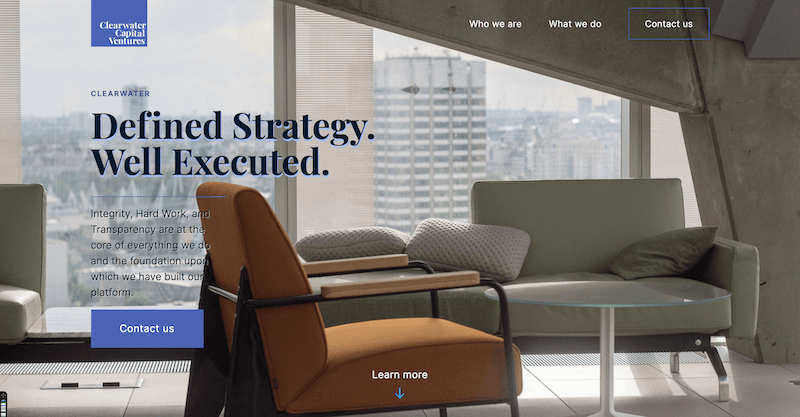 Clearwater
Capital
Ventures
Who we are
What we do
Contact us
CLEARWATER
Defined Strategy.
Well Executed.
Integrity, Hard Work, and
Transparency are at the
core of everything we do
and the foundation upon
which we have built our
platform.
Contact us
Learn more